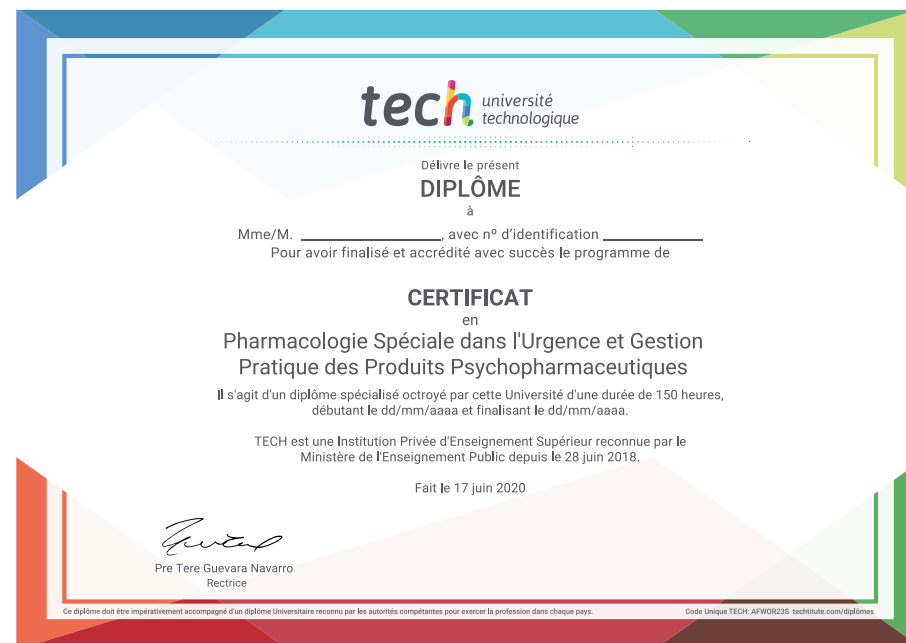 tech université
technologique
Délivre le présent
DIPLÔME
à
Mme/M. ____________________, avec nº d'identification ______________
Pour avoir finalisé et accrédité avec succès le programme de
CERTIFICAT
en
Pharmacologie Spéciale dans l'Urgence et Gestion
Pratique des Produits Psychopharmaceutiques
Il s'agit d'un diplôme spécialisé octroyé par cette Université d'une durée de 150 heures,
débutant le dd/mm/aaaa et finalisant le dd/mm/aaaa.
TECH est une Institution Privée d'Enseignement Supérieur reconnue par le
Ministère de l'Enseignement Public depuis le 28 juin 2018.
Fait le 17 juin 2020
Pre Tere Guevara Navarro
Rectrice
Ce diplôme doit être impérativement accompagné d'un diplôme Universitaire reconnu par les autorités compétantes pour exercer la profession dans chaque pays.
Code Unique TECH: AFWOR23S techtitute.com/diplômes